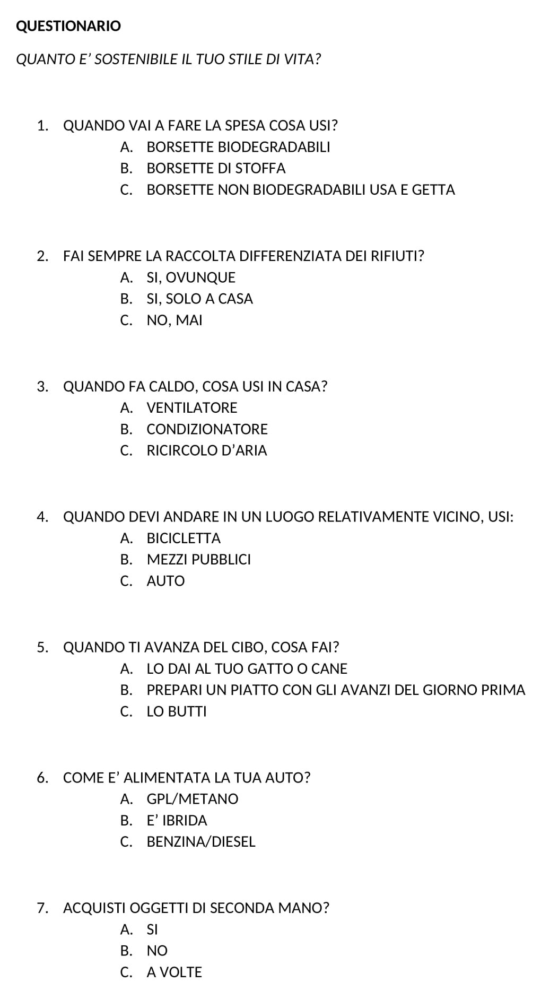 QUESTIONARIO
QUANTO E’ SOSTENIBILE IL TUO STILE DI VITA?
1. QUANDO VAI A FARE LA SPESA COSA USI?
A. BORSETTE BIODEGRADABILI
B. BORSETTE DI STOFFA
C. BORSETTE NON BIODEGRADABILI USA E GETTA
2. FAI SEMPRE LA RACCOLTA DIFFERENZIATA DEI RIFIUTI?
A. SI, OVUNQUE
B. SI, SOLO A CASA
C. NO, MAI
3. QUANDO FA CALDO, COSA USI IN CASA?
A. VENTILATORE
B. CONDIZIONATORE
C. RICIRCOLO D’ARIA
4. QUANDO DEVI ANDARE IN UN LUOGO RELATIVAMENTE VICINO, USI:
A. BICICLETTA
B. MEZZI PUBBLICI
C. AUTO
5. QUANDO TI AVANZA DEL CIBO, COSA FAI?
A. LO DAI AL TUO GATTO O CANE
B. PREPARI UN PIATTO CON GLI AVANZI DEL GIORNO PRIMA
C. LO BUTTI
6. COME E’ ALIMENTATA LA TUA AUTO?
A. GPL/METANO
B. E’ IBRIDA
C. BENZINA/DIESEL
7. ACQUISTI OGGETTI DI SECONDA MANO?
A. SI
B. NO
C. A VOLTE